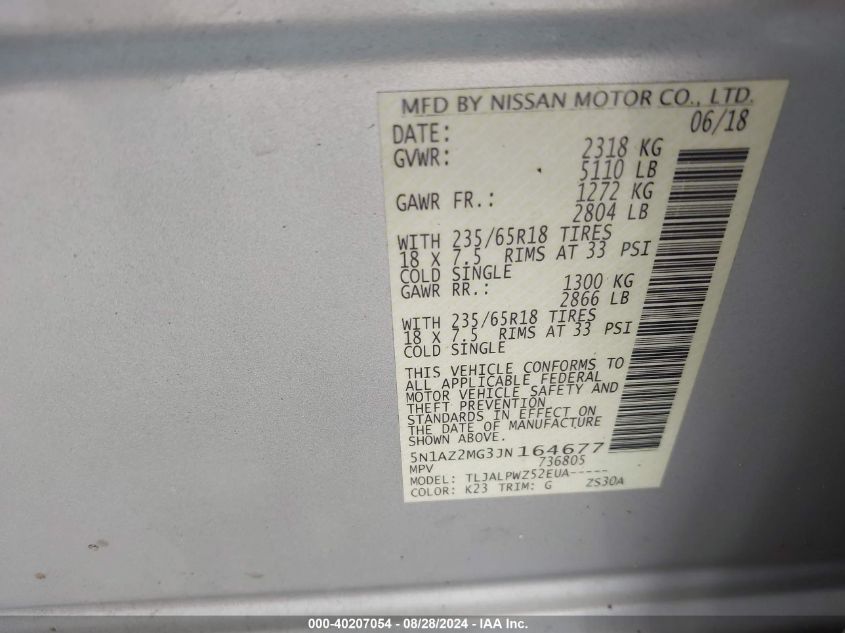 MFD BY NISSAN MOTOR CO., LTD.
DATE: 06/18
GVWR: 2318 KG
5110 LB
GAWR FR.: 1272 KG
2804 LB
WITH 235/65R18 TIRES
18 X 7.5 RIMS AT 33 PSI
COLD SINGLE
GAWR RR.: 1300 KG
2866 LB
WITH 235/65R18 TIRES
18 X 7.5 RIMS AT 33 PSI
COLD SINGLE
THIS VEHICLE CONFORMS TO
ALL APPLICABLE FEDERAL
MOTOR VEHICLE SAFETY AND
THEFT PREVENTION
STANDARDS IN EFFECT ON
THE DATE OF MANUFACTURE
SHOWN ABOVE.
5N1AZ2MG3JN164677
MPV 736805
MODEL: TLJALPWZ52EUA-----
COLOR: K23 TRIM: G ZS30A
000-40207054 - 08/28/2024 - IAA Inc.